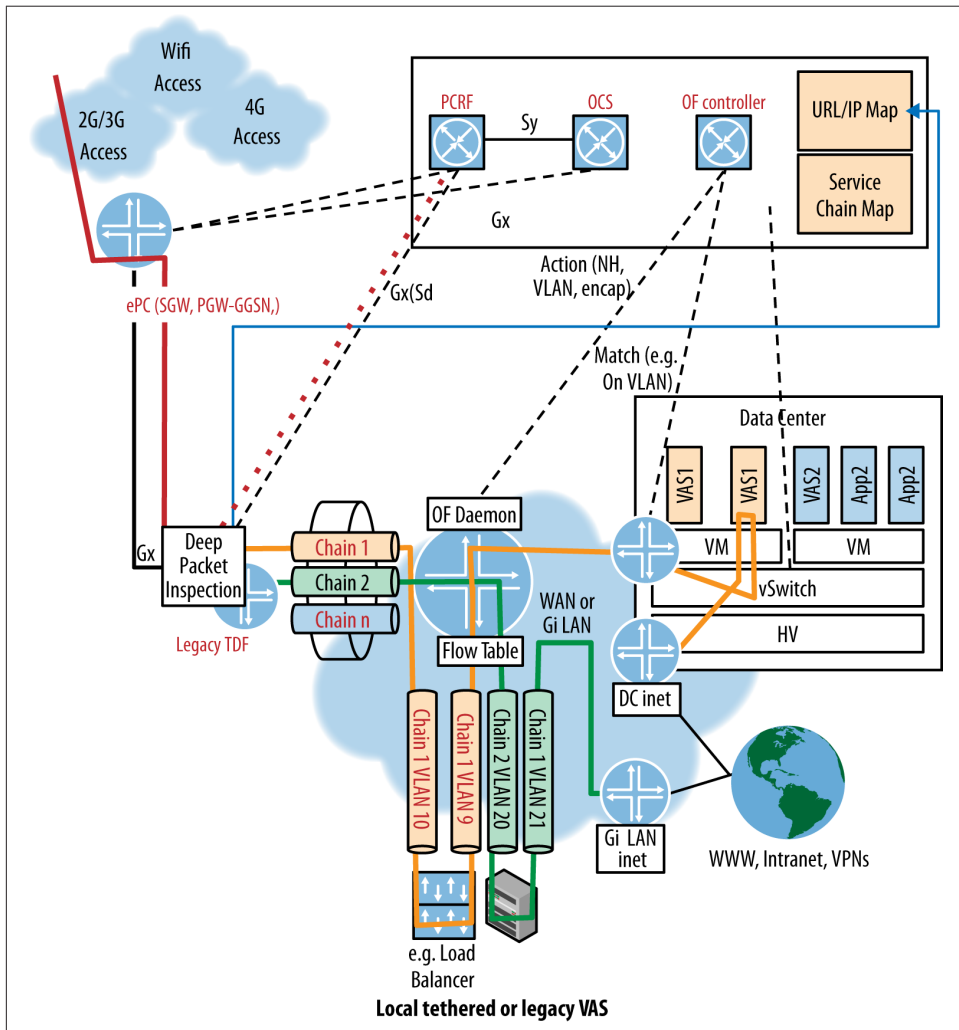 Wifi
Access
2G/3G
Access
4G
Access
PCRF
Sy
OCS
OF controller
URL/IP Map
Service
Chain Map
Gx
ePC (SGW, PGW-GGSN,)
Gx(Sd
Action (NH,
VLAN, encap)
Match (e.g.
On VLAN)
Data Center
VAS1
VAS1
VAS2
App2
App2
VM
VM
vSwitch
HV
DC inet
Gx
Deep
Packet
Inspection
Legacy TDF
Chain 1
Chain 2
Chain n
OF Daemon
Flow Table
WAN or
Gi LAN
Chain 1 VLAN 10
Chain 1 VLAN 9
Chain 2 VLAN 20
Chain 1 VLAN 21
Gi LAN
inet
WWW, Intranet, VPNs
e.g. Load
Balancer
Local tethered or legacy VAS